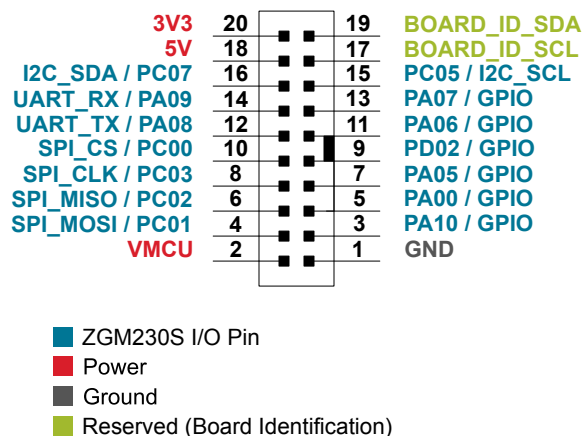 3V3 20 19 BOARD_ID_SDA
5V 18 17 BOARD_ID_SCL
I2C_SDA / PC07 16 15 PC05 / I2C_SCL
UART_RX / PA09 14 13 PA07 / GPIO
UART_TX / PA08 12 11 PA06 / GPIO
SPI_CS / PC00 10 9 PD02 / GPIO
SPI_CLK / PC03 8 7 PA05 / GPIO
SPI_MISO / PC02 6 5 PA00 / GPIO
SPI_MOSI / PC01 4 3 PA10 / GPIO
VMCU 2 1 GND
ZGM230S I/O Pin
Power
Ground
Reserved (Board Identification)